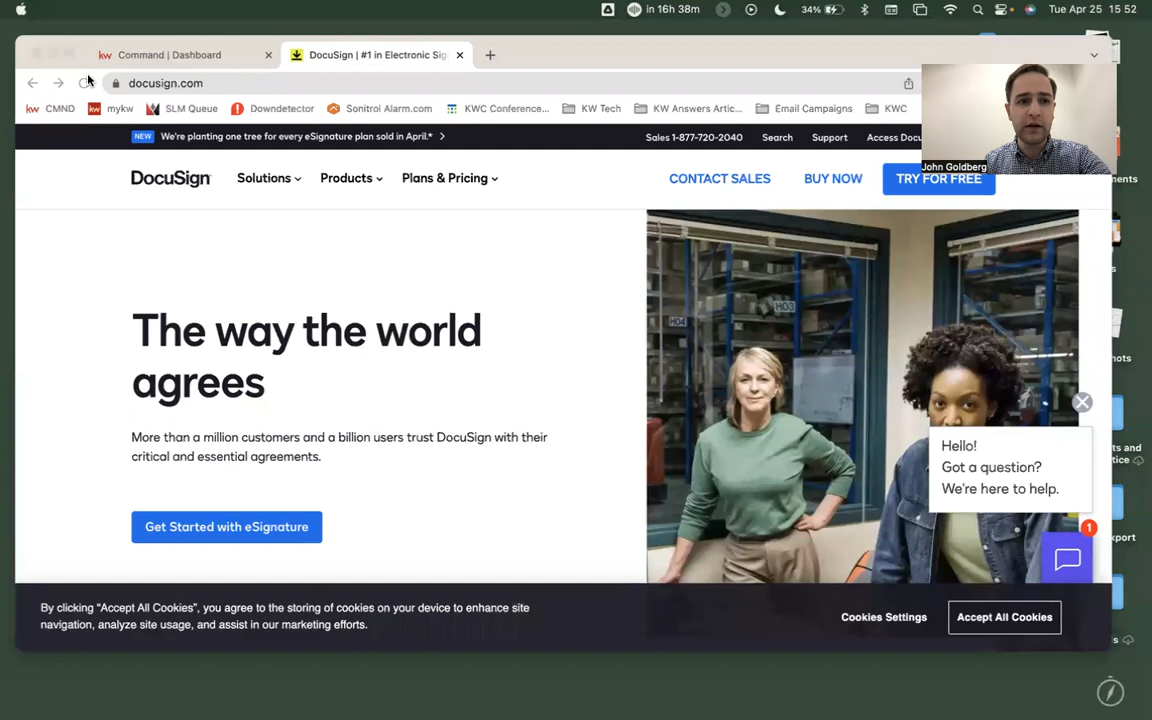 in 16h 38m
34%
Tue Apr 25 15 52
kw Command | Dashboard
DocuSign | #1 in Electronic Sig
docusign.com
kw CMND
kw mykw
SLM Queue
Downdetector
Sonitrol Alarm.com
KWC Conference...
KW Tech
KW Answers Artic...
Email Campaigns
KWC
NEW We're planting one tree for every eSignature plan sold in April.*
Sales 1-877-720-2040
Search
Support
Access Docu
John Goldberg
DocuSign
Solutions
Products
Plans & Pricing
CONTACT SALES
BUY NOW
TRY FOR FREE
The way the world
agrees
More than a million customers and a billion users trust DocuSign with their
critical and essential agreements.
Get Started with eSignature
H04
H03
Hello!
Got a question?
We're here to help.
1
By clicking “Accept All Cookies”, you agree to the storing of cookies on your device to enhance site
navigation, analyze site usage, and assist in our marketing efforts.
Cookies Settings
Accept All Cookies